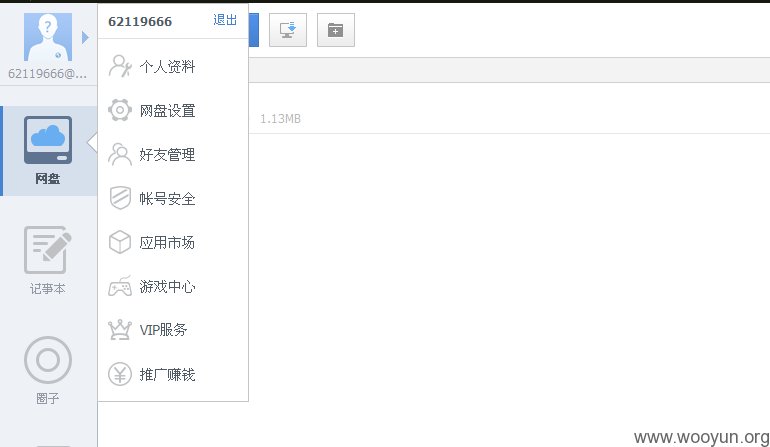 62119666 退出
62119666@...
网盘
记事本
圈子
个人资料
网盘设置
好友管理
帐号安全
应用市场
游戏中心
VIP服务
推广赚钱
1.13MB
www.wooyun.org